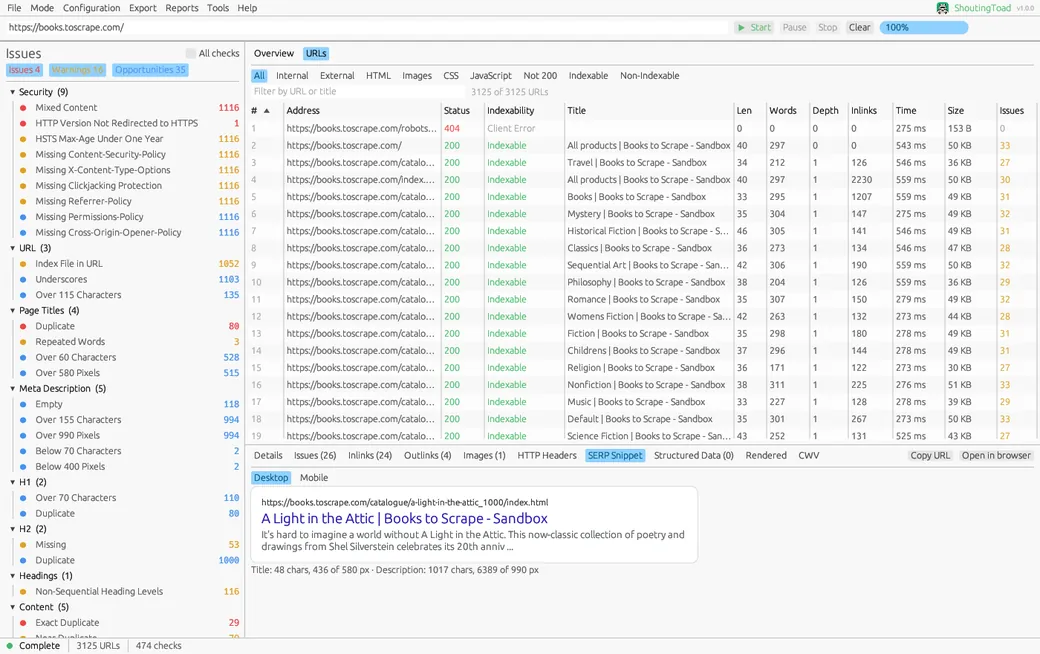 File Mode Configuration Export Reports Tools Help ShoutingToad v1.0.0
https://books.toscrape.com/ Start Pause Stop Clear 100%
Issues All checks
Issues 4 Warnings 16 Opportunities 35
Security (9)
Mixed Content 1116
HTTP Version Not Redirected to HTTPS 1
HSTS Max-Age Under One Year 1116
Missing Content-Security-Policy 1116
Missing X-Content-Type-Options 1116
Missing Clickjacking Protection 1116
Missing Referrer-Policy 1116
Missing Permissions-Policy 1116
Missing Cross-Origin-Opener-Policy 1116
URL (3)
Index File in URL 1052
Underscores 1103
Over 115 Characters 135
Page Titles (4)
Duplicate 80
Repeated Words 3
Over 60 Characters 528
Over 580 Pixels 515
Meta Description (5)
Empty 118
Over 155 Characters 994
Over 990 Pixels 994
Below 70 Characters 2
Below 400 Pixels 2
H1 (2)
Over 70 Characters 110
Duplicate 80
H2 (2)
Missing 53
Duplicate 1000
Headings (1)
Non-Sequential Heading Levels 116
Content (5)
Exact Duplicate 29
Overview URLs
All Internal External HTML Images CSS JavaScript Not 200 Indexable Non-Indexable
Filter by URL or title 3125 of 3125 URLs
# Address Status Indexability Title Len Words Depth Inlinks Time Size Issues
1 https://books.toscrape.com/robots... 404 Client Error 0 0 0 0 275 ms 153 B 0
2 https://books.toscrape.com/ 200 Indexable All products | Books to Scrape - Sandbox 40 297 0 0 543 ms 50 KB 33
3 https://books.toscrape.com/catalo... 200 Indexable Travel | Books to Scrape - Sandbox 34 212 1 126 546 ms 36 KB 27
4 https://books.toscrape.com/index.... 200 Indexable All products | Books to Scrape - Sandbox 40 297 1 2230 559 ms 50 KB 30
5 https://books.toscrape.com/catalo... 200 Indexable Books | Books to Scrape - Sandbox 33 295 1 1207 559 ms 49 KB 31
6 https://books.toscrape.com/catalo... 200 Indexable Mystery | Books to Scrape - Sandbox 35 304 1 147 275 ms 49 KB 32
7 https://books.toscrape.com/catalo... 200 Indexable Historical Fiction | Books to Scrape - S... 46 305 1 141 546 ms 49 KB 31
8 https://books.toscrape.com/catalo... 200 Indexable Classics | Books to Scrape - Sandbox 36 273 1 134 546 ms 47 KB 28
9 https://books.toscrape.com/catalo... 200 Indexable Sequential Art | Books to Scrape - San... 42 306 1 190 559 ms 50 KB 32
10 https://books.toscrape.com/catalo... 200 Indexable Philosophy | Books to Scrape - Sandbox 38 204 1 126 559 ms 36 KB 29
11 https://books.toscrape.com/catalo... 200 Indexable Romance | Books to Scrape - Sandbox 35 307 1 150 279 ms 49 KB 32
12 https://books.toscrape.com/catalo... 200 Indexable Womens Fiction | Books to Scrape - Sa... 42 263 1 132 273 ms 44 KB 28
13 https://books.toscrape.com/catalo... 200 Indexable Fiction | Books to Scrape - Sandbox 35 298 1 180 278 ms 49 KB 31
14 https://books.toscrape.com/catalo... 200 Indexable Childrens | Books to Scrape - Sandbox 37 296 1 144 278 ms 49 KB 31
15 https://books.toscrape.com/catalo... 200 Indexable Religion | Books to Scrape - Sandbox 36 171 1 122 273 ms 30 KB 27
16 https://books.toscrape.com/catalo... 200 Indexable Nonfiction | Books to Scrape - Sandbox 38 311 1 225 276 ms 51 KB 33
17 https://books.toscrape.com/catalo... 200 Indexable Music | Books to Scrape - Sandbox 33 227 1 128 278 ms 39 KB 29
18 https://books.toscrape.com/catalo... 200 Indexable Default | Books to Scrape - Sandbox 35 301 1 267 273 ms 50 KB 33
19 https://books.toscrape.com/catalo... 200 Indexable Science Fiction | Books to Scrape - San... 43 252 1 131 525 ms 43 KB 27
Details Issues (26) Inlinks (24) Outlinks (4) Images (1) HTTP Headers SERP Snippet Structured Data (0) Rendered CWV Copy URL Open in browser
Desktop Mobile
https://books.toscrape.com/catalogue/a-light-in-the-attic_1000/index.html
A Light in the Attic | Books to Scrape - Sandbox
It's hard to imagine a world without A Light in the Attic. This now-classic collection of poetry and
drawings from Shel Silverstein celebrates its 20th anniv ...
Title: 48 chars, 436 of 580 px · Description: 1017 chars, 6389 of 990 px
Complete 3125 URLs 474 checks